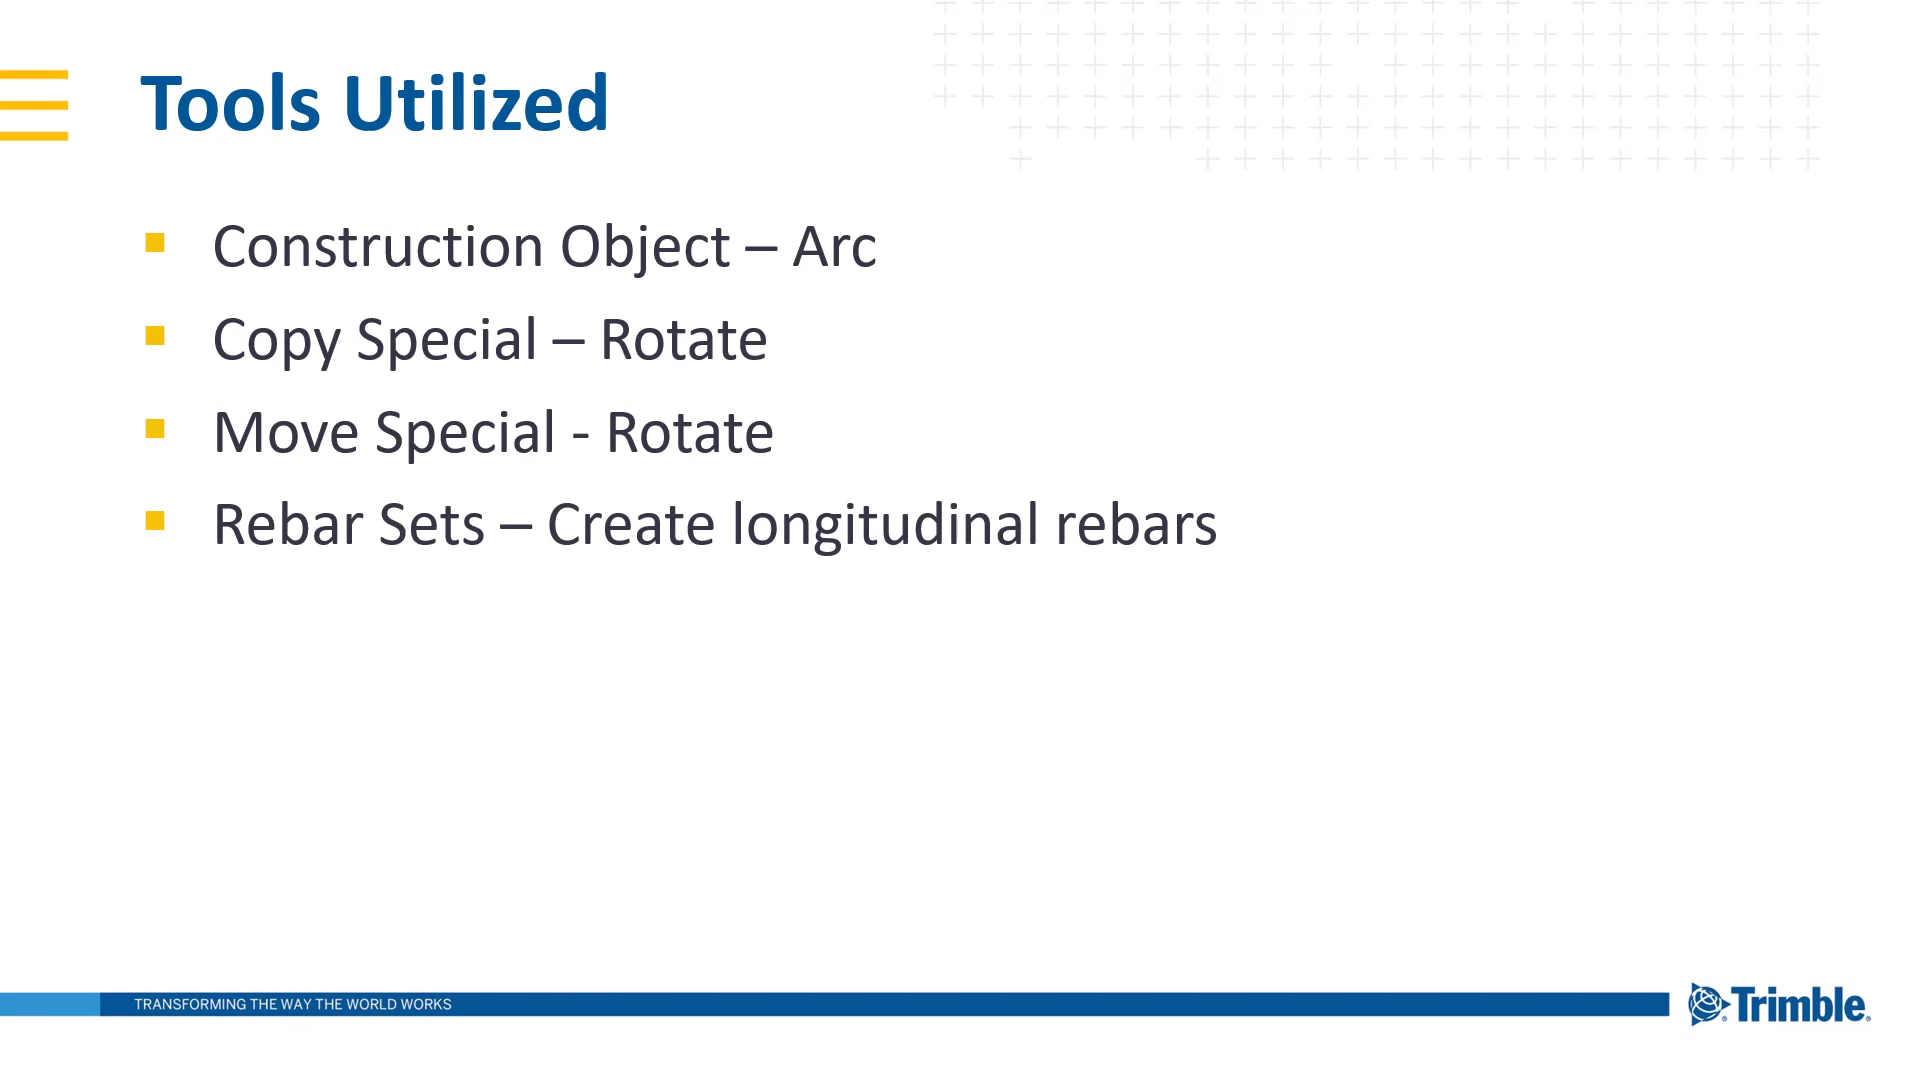 Tools Utilized
Construction Object – Arc
Copy Special – Rotate
Move Special - Rotate
Rebar Sets – Create longitudinal rebars
TRANSFORMING THE WAY THE WORLD WORKS
Trimble®